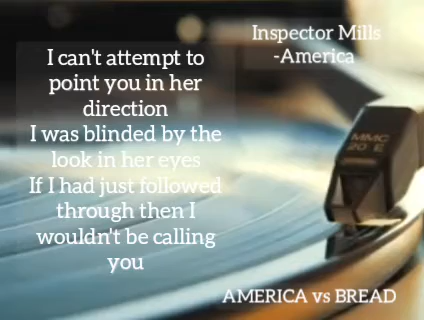 Inspector Mills
-America
I can't attempt to
point you in her
direction
I was blinded by the
look in her eyes
If I had just followed
through then I
wouldn't be calling
you
MMC
20 E
AMERICA vs BREAD